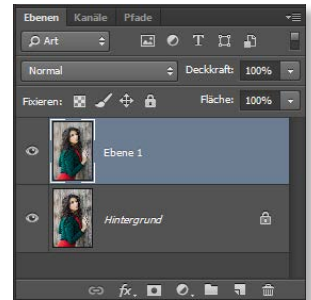 Ebenen Kanäle Pfade
Art
Normal Deckkraft: 100%
Fixieren: Fläche: 100%
Ebene 1
Hintergrund
fx